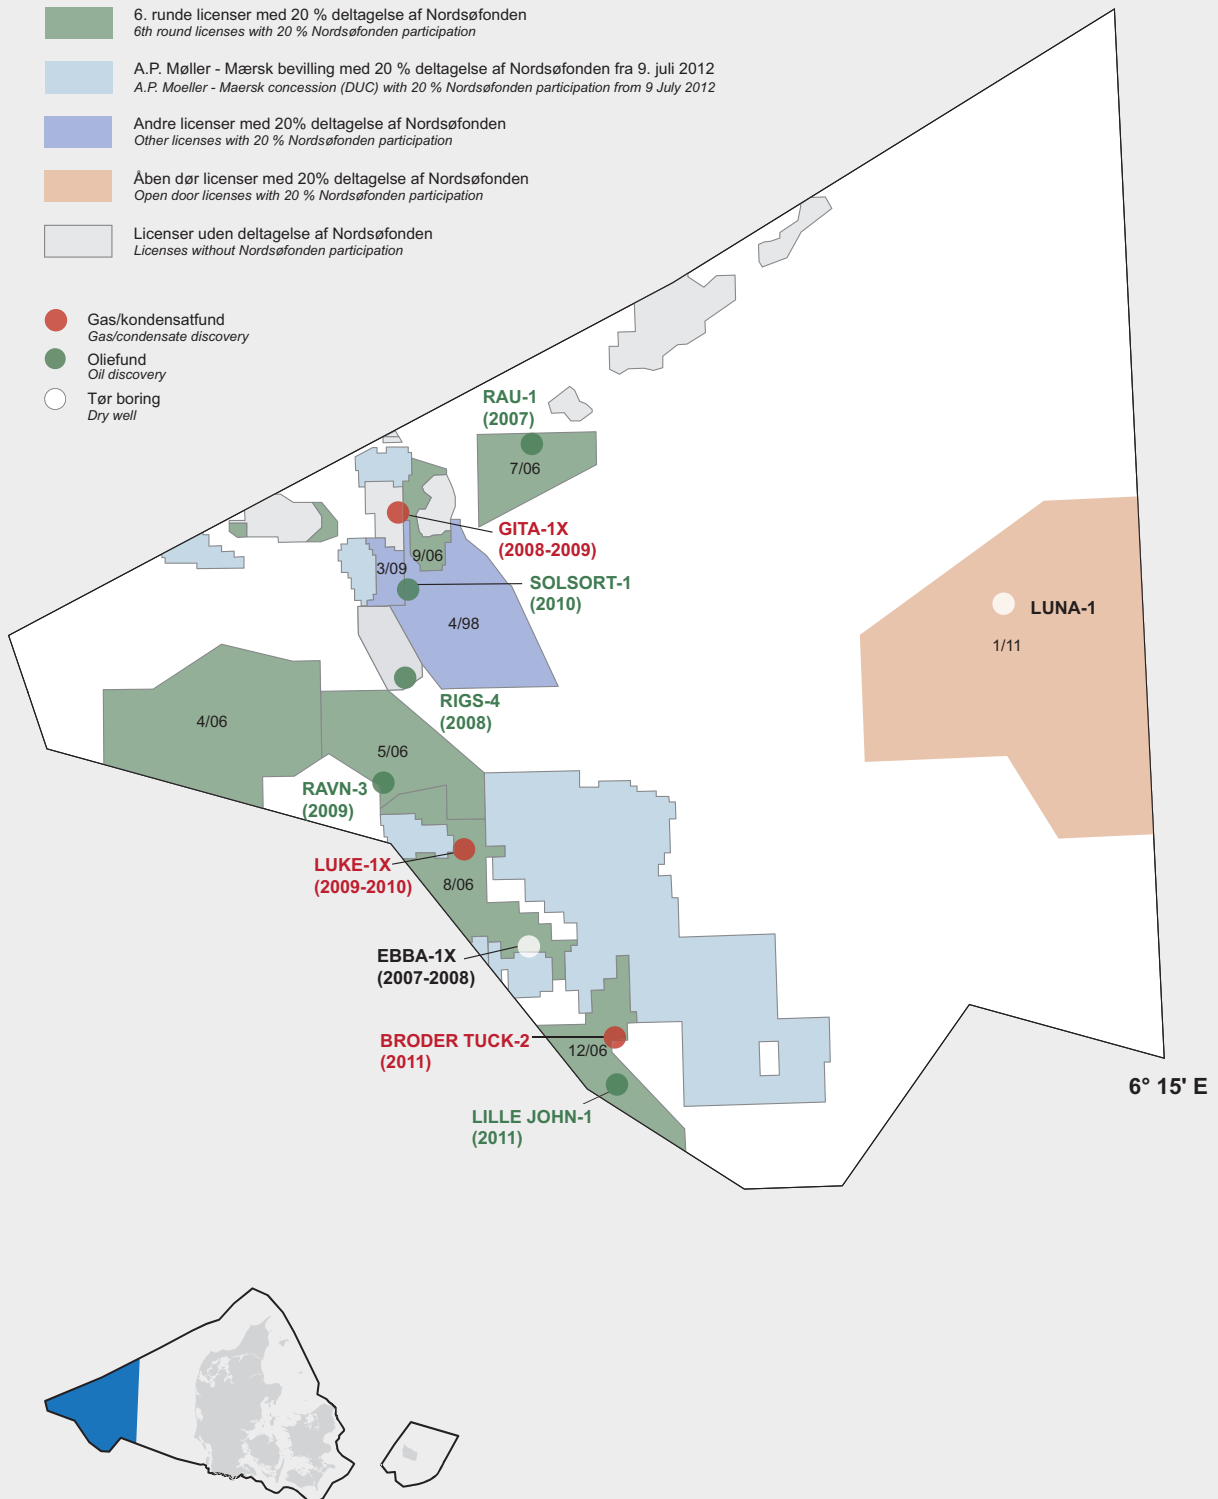 6. runde licenser med 20 % deltagelse af Nordsøfonden
6th round licenses with 20 % Nordsøfonden participation
A.P. Møller - Mærsk bevilling med 20 % deltagelse af Nordsøfonden fra 9. juli 2012
A.P. Moeller - Maersk concession (DUC) with 20 % Nordsøfonden participation from 9 July 2012
Andre licenser med 20% deltagelse af Nordsøfonden
Other licenses with 20 % Nordsøfonden participation
Åben dør licenser med 20% deltagelse af Nordsøfonden
Open door licenses with 20 % Nordsøfonden participation
Licenser uden deltagelse af Nordsøfonden
Licenses without Nordsøfonden participation
Gas/kondensatfund
Gas/condensate discovery
Oliefund
Oil discovery
Tør boring
Dry well
RAU-1
(2007)
7/06
GITA-1X
(2008-2009)
9/06
3/09
SOLSORT-1
(2010)
4/98
LUNA-1
1/11
RIGS-4
(2008)
4/06
5/06
RAVN-3
(2009)
LUKE-1X
(2009-2010)
8/06
EBBA-1X
(2007-2008)
BRODER TUCK-2
(2011)
12/06
LILLE JOHN-1
(2011)
6° 15' E